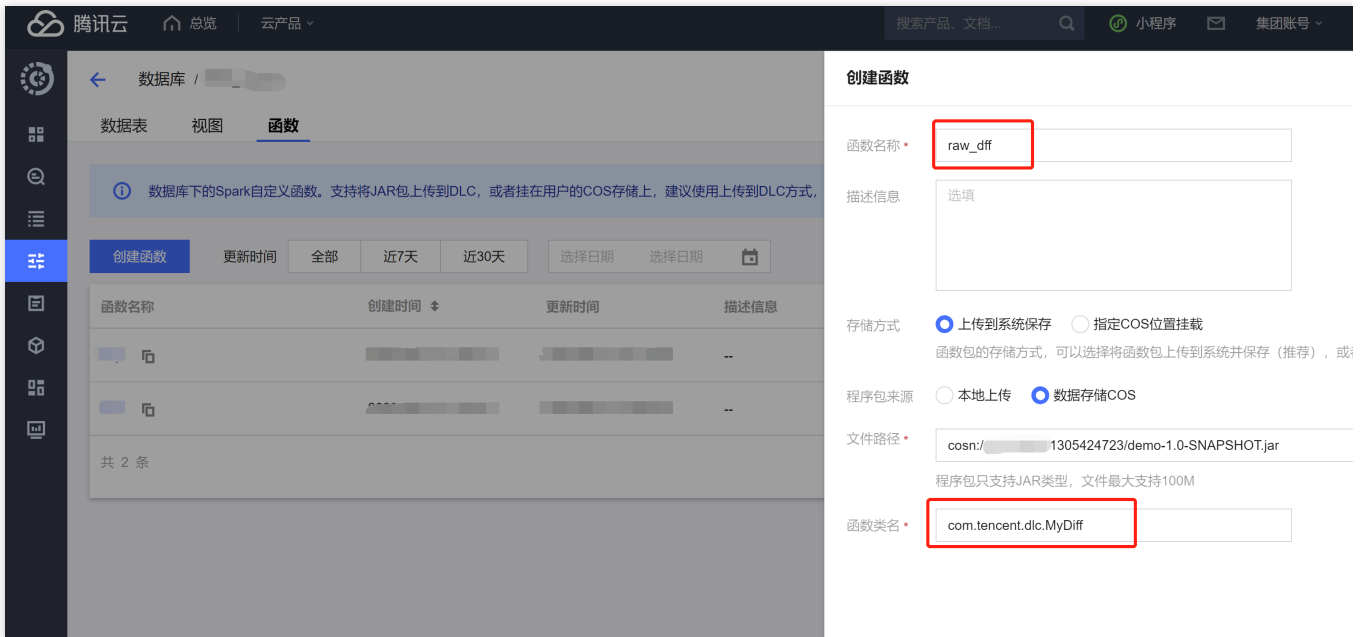 腾讯云 总览 云产品 搜索产品、文档... 小程序 集团账号
数据库 /
数据表 视图 函数
数据库下的Spark自定义函数。支持将JAR包上传到DLC，或者挂在用户的COS存储上，建议使用上传到DLC方式，
创建函数 更新时间 全部 近7天 近30天 选择日期 选择日期
函数名称 创建时间 更新时间 描述信息
--
--
共 2 条
创建函数
函数名称* raw_dff
描述信息 选填
存储方式 上传到系统保存 指定COS位置挂载
函数包的存储方式，可以选择将函数包上传到系统并保存（推荐），或
程序包来源 本地上传 数据存储COS
文件路径* cosn:/ 1305424723/demo-1.0-SNAPSHOT.jar
程序包只支持JAR类型，文件最大支持100M
函数类名* com.tencent.dlc.MyDiff